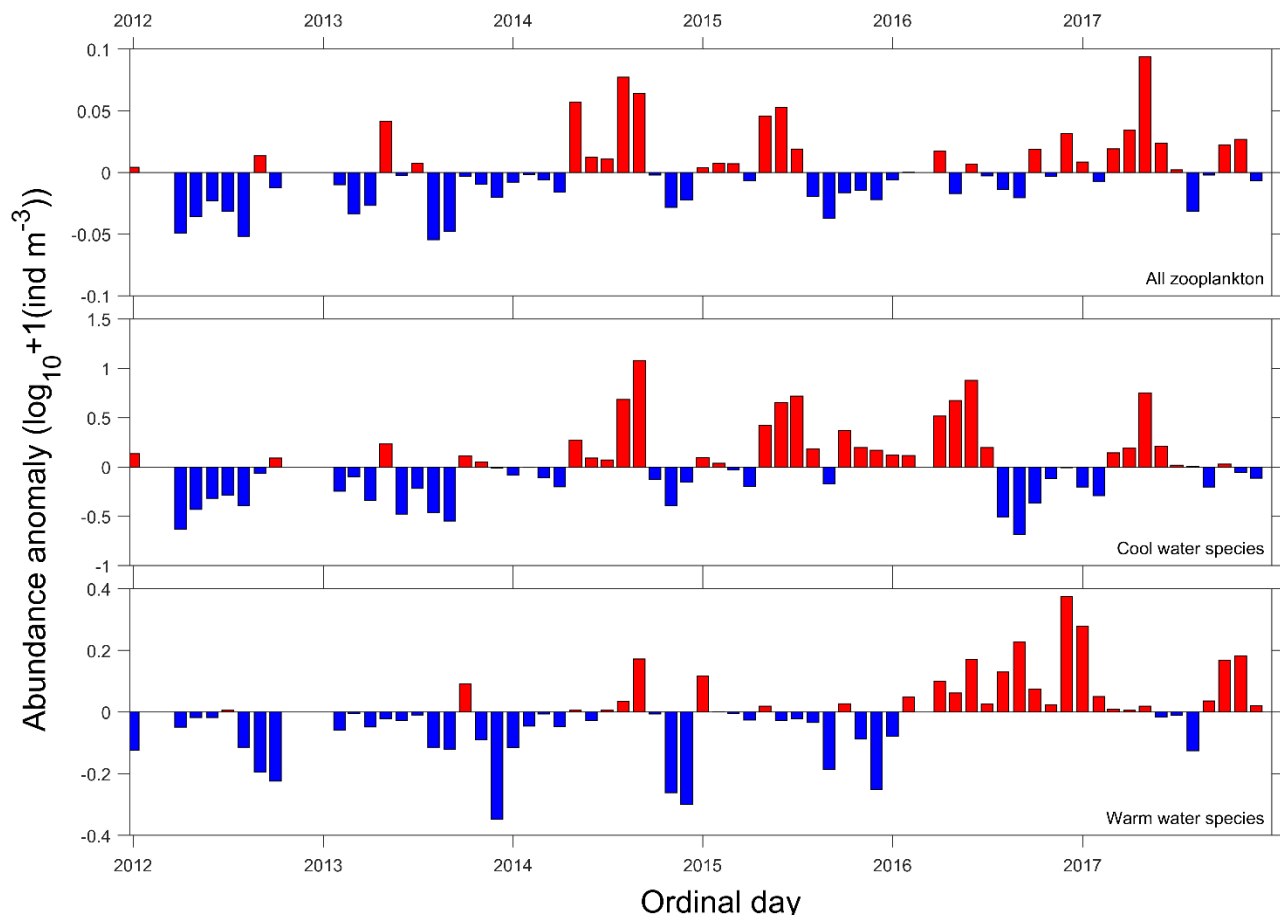 2012 2013 2014 2015 2016 2017
Abundance anomaly (log10+1(ind m-3))
0.1
0.05
0
-0.05
-0.1
All zooplankton
1.5
1
0.5
0
-0.5
-1
Cool water species
0.4
0.2
0
-0.2
-0.4
Warm water species
2012 2013 2014 2015 2016 2017
Ordinal day